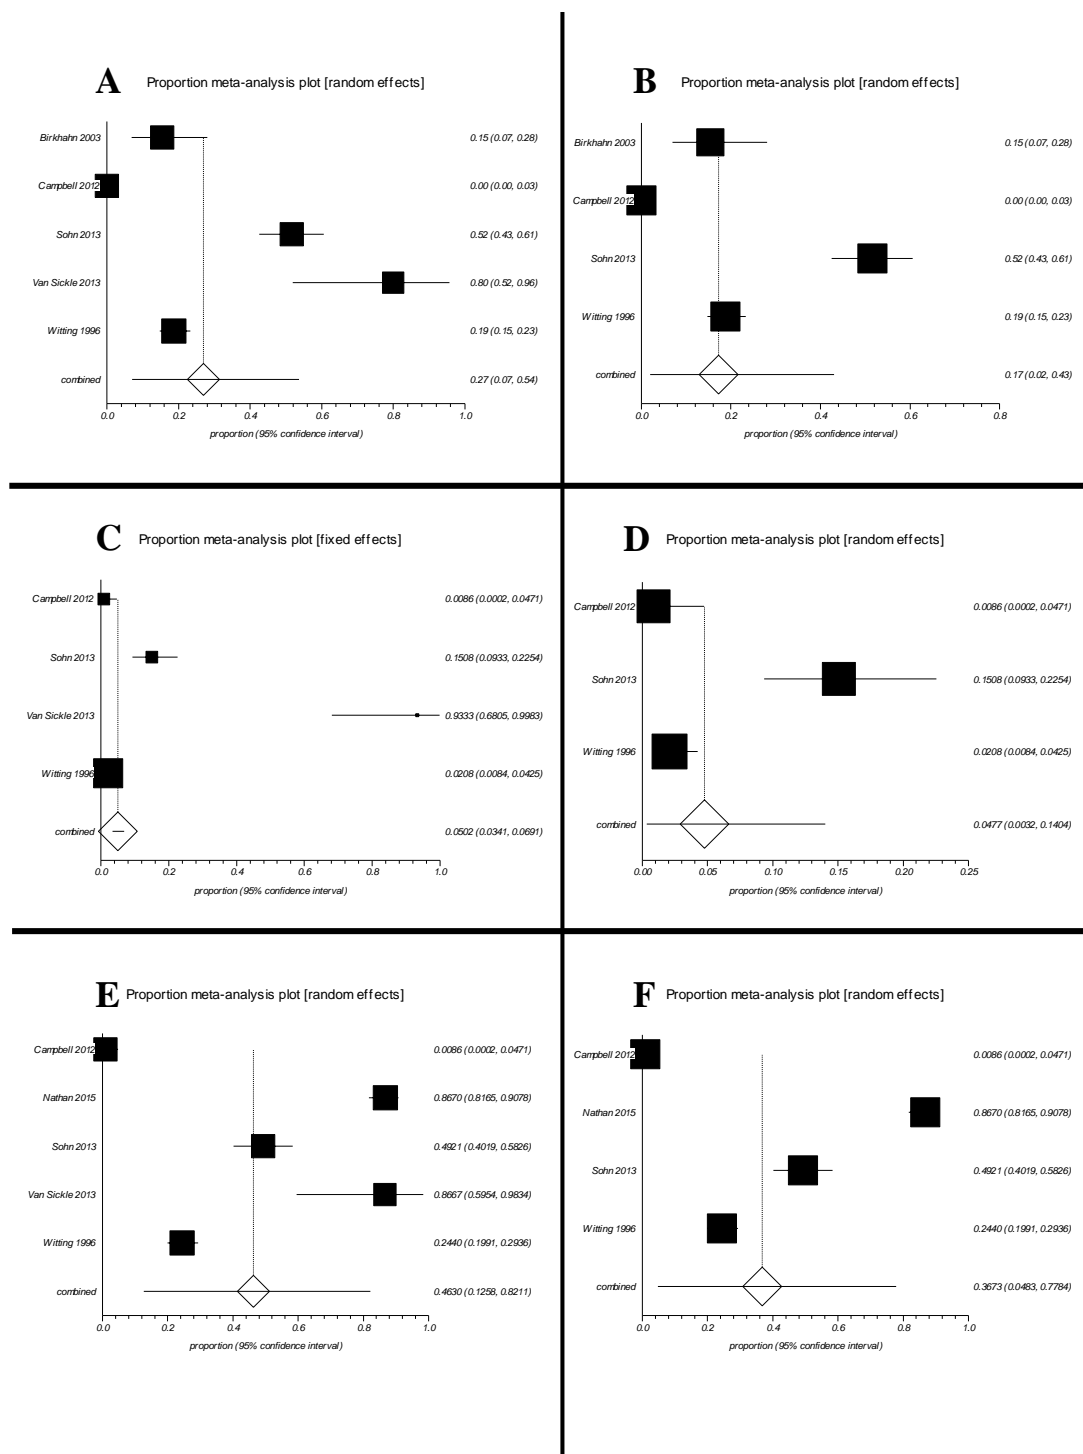 A Proportion meta-analysis plot [random effects]
Birkhahn 2003 0.15 (0.07, 0.28)
Campbell 2012 0.00 (0.00, 0.03)
Sohn 2013 0.52 (0.43, 0.61)
Van Sickle 2013 0.80 (0.52, 0.96)
Witting 1996 0.19 (0.15, 0.23)
combined 0.27 (0.07, 0.54)
0.0 0.2 0.4 0.6 0.8 1.0
proportion (95% confidence interval)
B Proportion meta-analysis plot [random effects]
Birkhahn 2003 0.15 (0.07, 0.28)
Campbell 2012 0.00 (0.00, 0.03)
Sohn 2013 0.52 (0.43, 0.61)
Witting 1996 0.19 (0.15, 0.23)
combined 0.17 (0.02, 0.43)
0.0 0.2 0.4 0.6 0.8
proportion (95% confidence interval)
C Proportion meta-analysis plot [fixed effects]
Campbell 2012 0.0086 (0.0002, 0.0471)
Sohn 2013 0.1508 (0.0933, 0.2254)
Van Sickle 2013 0.9333 (0.6805, 0.9983)
Witting 1996 0.0208 (0.0084, 0.0425)
combined 0.0502 (0.0341, 0.0691)
0.0 0.2 0.4 0.6 0.8 1.0
proportion (95% confidence interval)
D Proportion meta-analysis plot [random effects]
Campbell 2012 0.0086 (0.0002, 0.0471)
Sohn 2013 0.1508 (0.0933, 0.2254)
Witting 1996 0.0208 (0.0084, 0.0425)
combined 0.0477 (0.0032, 0.1404)
0.00 0.05 0.10 0.15 0.20 0.25
proportion (95% confidence interval)
E Proportion meta-analysis plot [random effects]
Campbell 2012 0.0086 (0.0002, 0.0471)
Nathan 2015 0.8670 (0.8165, 0.9078)
Sohn 2013 0.4921 (0.4019, 0.5826)
Van Sickle 2013 0.8667 (0.5954, 0.9834)
Witting 1996 0.2440 (0.1991, 0.2936)
combined 0.4630 (0.1258, 0.8211)
0.0 0.2 0.4 0.6 0.8 1.0
proportion (95% confidence interval)
F Proportion meta-analysis plot [random effects]
Campbell 2012 0.0086 (0.0002, 0.0471)
Nathan 2015 0.8670 (0.8165, 0.9078)
Sohn 2013 0.4921 (0.4019, 0.5826)
Witting 1996 0.2440 (0.1991, 0.2936)
combined 0.3673 (0.0483, 0.7784)
0.0 0.2 0.4 0.6 0.8 1.0
proportion (95% confidence interval)